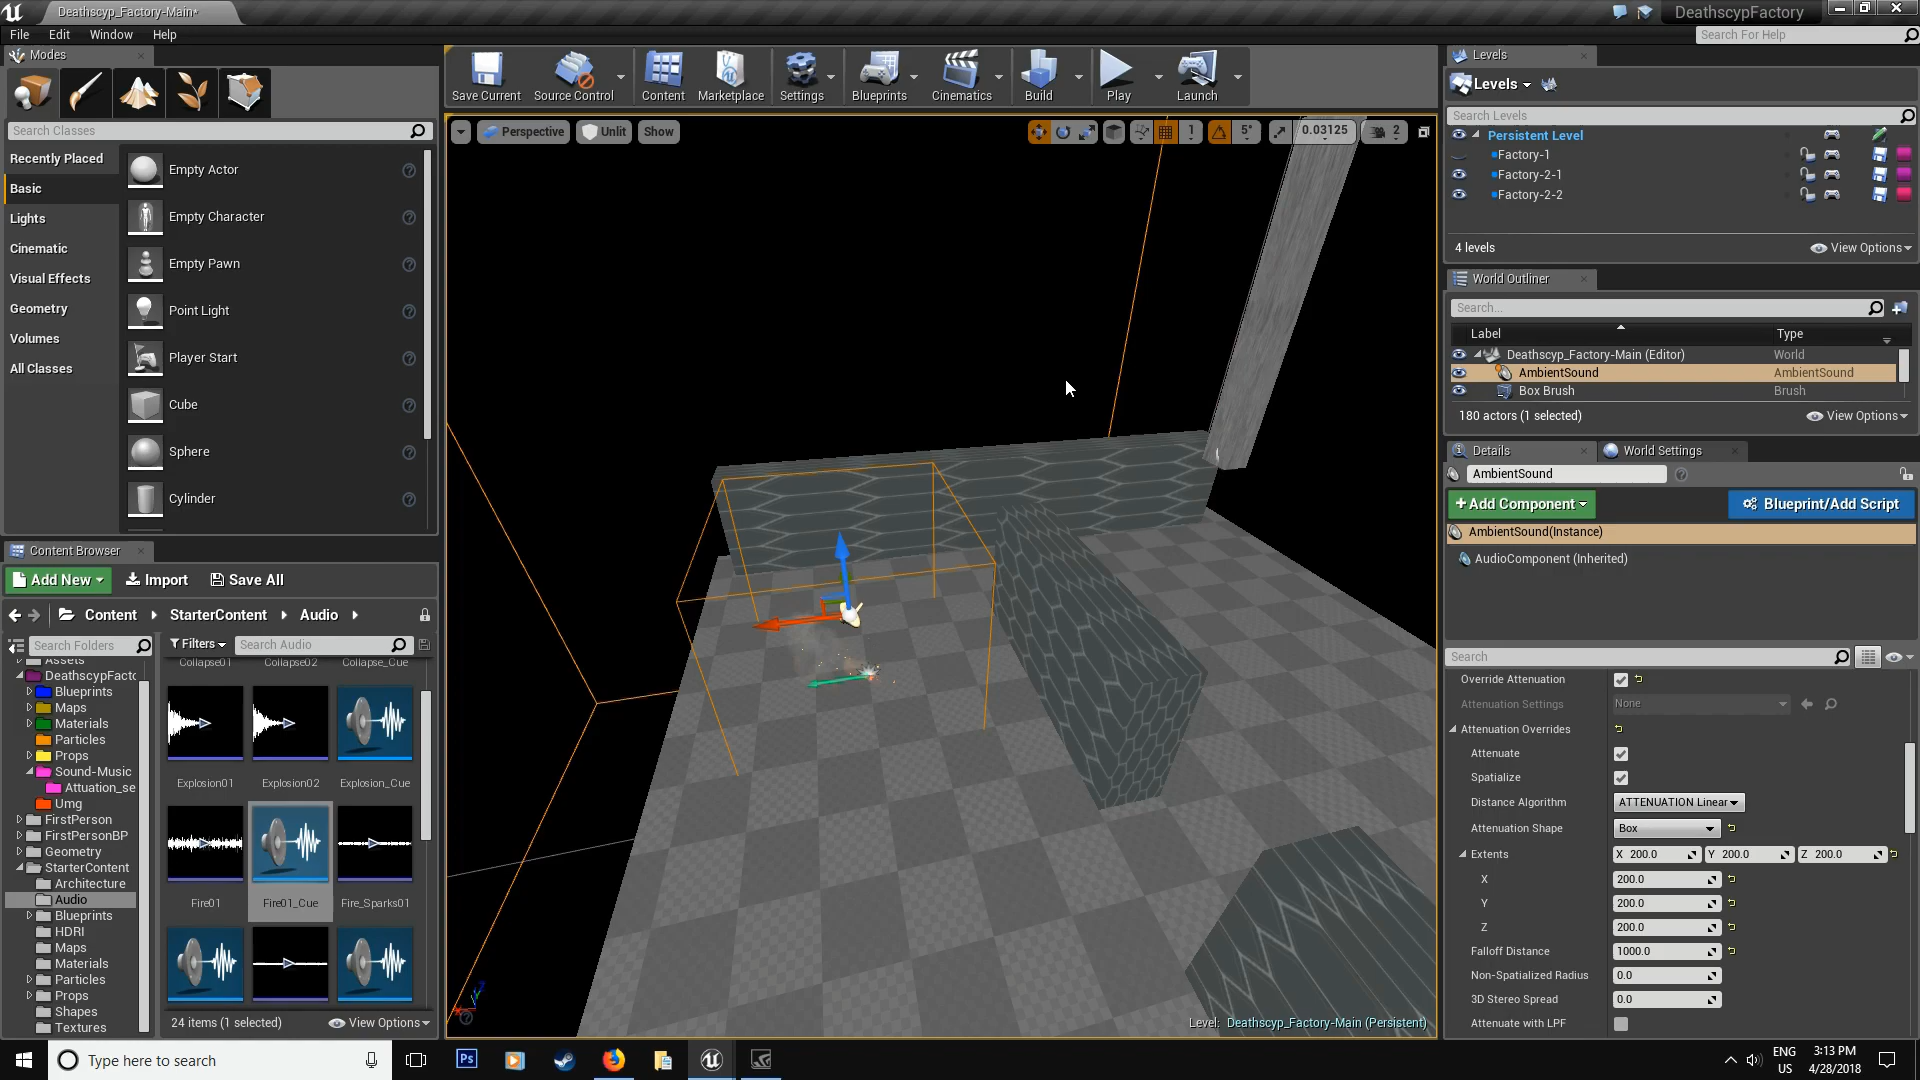 Deathscyp_Factory-Main*
DeathscypFactory
File Edit Window Help
Search For Help
Modes
Search Classes
Recently Placed
Basic
Lights
Cinematic
Visual Effects
Geometry
Volumes
All Classes
Empty Actor
Empty Character
Empty Pawn
Point Light
Player Start
Cube
Sphere
Cylinder
Save Current
Source Control
Content
Marketplace
Settings
Blueprints
Cinematics
Build
Play
Launch
Perspective
Unlit
Show
1
5°
0.03125
2
Level: Deathscyp_Factory-Main (Persistent)
Content Browser
Add New
Import
Save All
Content
StarterContent
Audio
Search Folders
Filters
Search Audio
Assets
DeathscypFactc
Blueprints
Maps
Materials
Particles
Props
Sound-Music
Attuation_se
Umg
FirstPerson
FirstPersonBP
Geometry
StarterContent
Architecture
Audio
Blueprints
HDRI
Maps
Materials
Particles
Props
Shapes
Textures
Collapse01
Collapse02
Collapse_Cue
Explosion01
Explosion02
Explosion_Cue
Fire01
Fire01_Cue
Fire_Sparks01
24 items (1 selected)
View Options
Levels
Levels
Search Levels
Persistent Level
Factory-1
Factory-2-1
Factory-2-2
4 levels
View Options
World Outliner
Search...
Label Type
Deathscyp_Factory-Main (Editor) World
AmbientSound AmbientSound
Box Brush Brush
180 actors (1 selected)
View Options
Details
World Settings
AmbientSound
+Add Component
Blueprint/Add Script
AmbientSound(Instance)
AudioComponent (Inherited)
Search
Override Attenuation
Attenuation Settings None
Attenuation Overrides
Attenuate
Spatialize
Distance Algorithm ATTENUATION Linear
Attenuation Shape Box
Extents X 200.0 Y 200.0 Z 200.0
X 200.0
Y 200.0
Z 200.0
Falloff Distance 1000.0
Non-Spatialized Radius 0.0
3D Stereo Spread 0.0
Attenuate with LPF
Type here to search
Ps
ENG
US
3:13 PM
4/28/2018